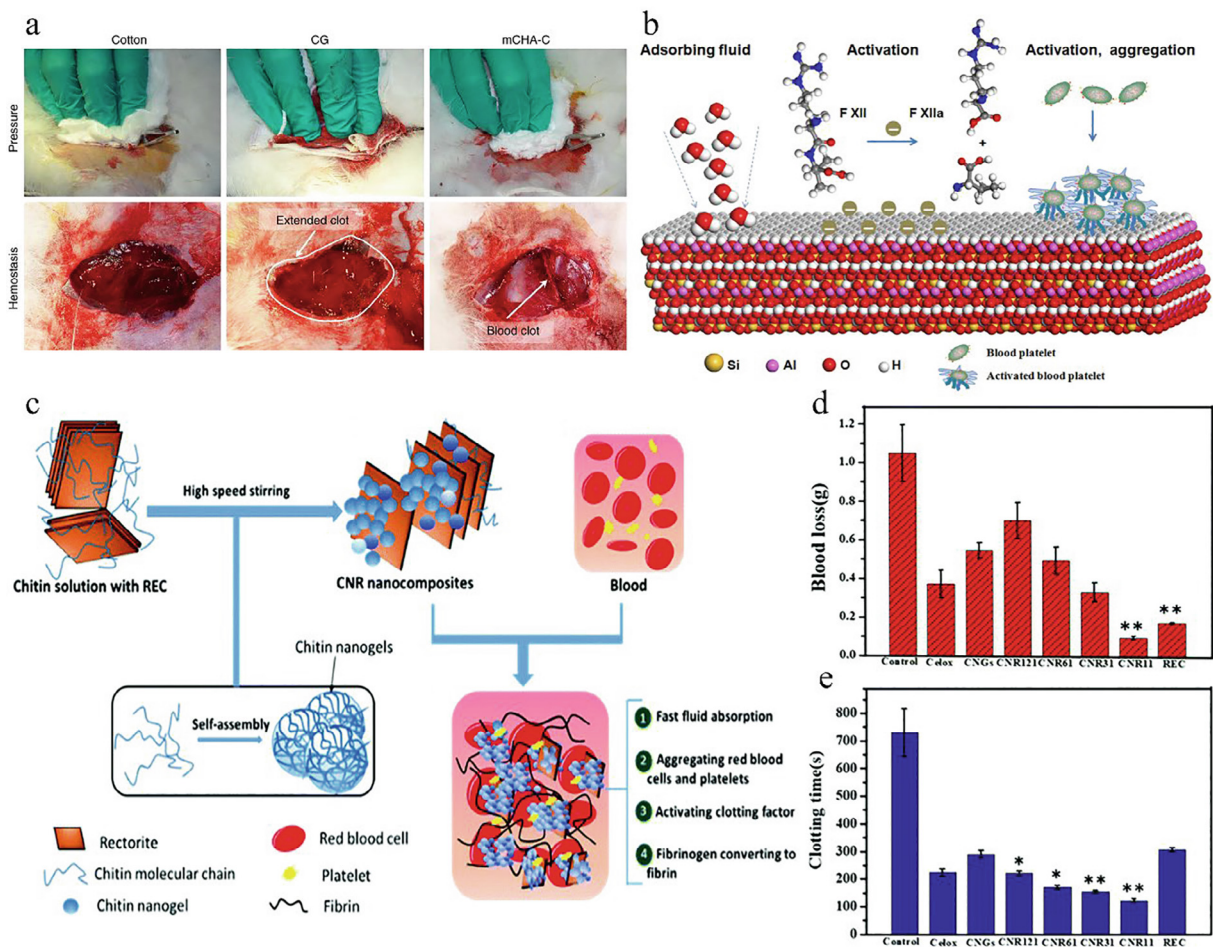 a
Cotton
CG
mCHA-C
Pressure
Hemostasis
Extended clot
Blood clot
b
Adsorbing fluid
Activation
Activation, aggregation
F XII
F XIIa
−
+
− − − −
− − − −
Si
Al
O
H
Blood platelet
Activated blood platelet
c
High speed stirring
Chitin solution with REC
CNR nanocomposites
Blood
Chitin nanogels
Self-assembly
1 Fast fluid absorption
2 Aggregating red blood
cells and platelets
3 Activating clotting factor
4 Fibrinogen converting to
fibrin
Rectorite
Red blood cell
Chitin molecular chain
Platelet
Chitin nanogel
Fibrin
d
Blood loss(g)
1.2
1.0
0.8
0.6
0.4
0.2
0.0
**
**
Control
Celox
CNGs
CNR121
CNR61
CNR31
CNR11
REC
e
Clotting time(s)
800
700
600
500
400
300
200
100
0
*
*
**
**
Control
Celox
CNGs
CNR121
CNR61
CNR31
CNR11
REC